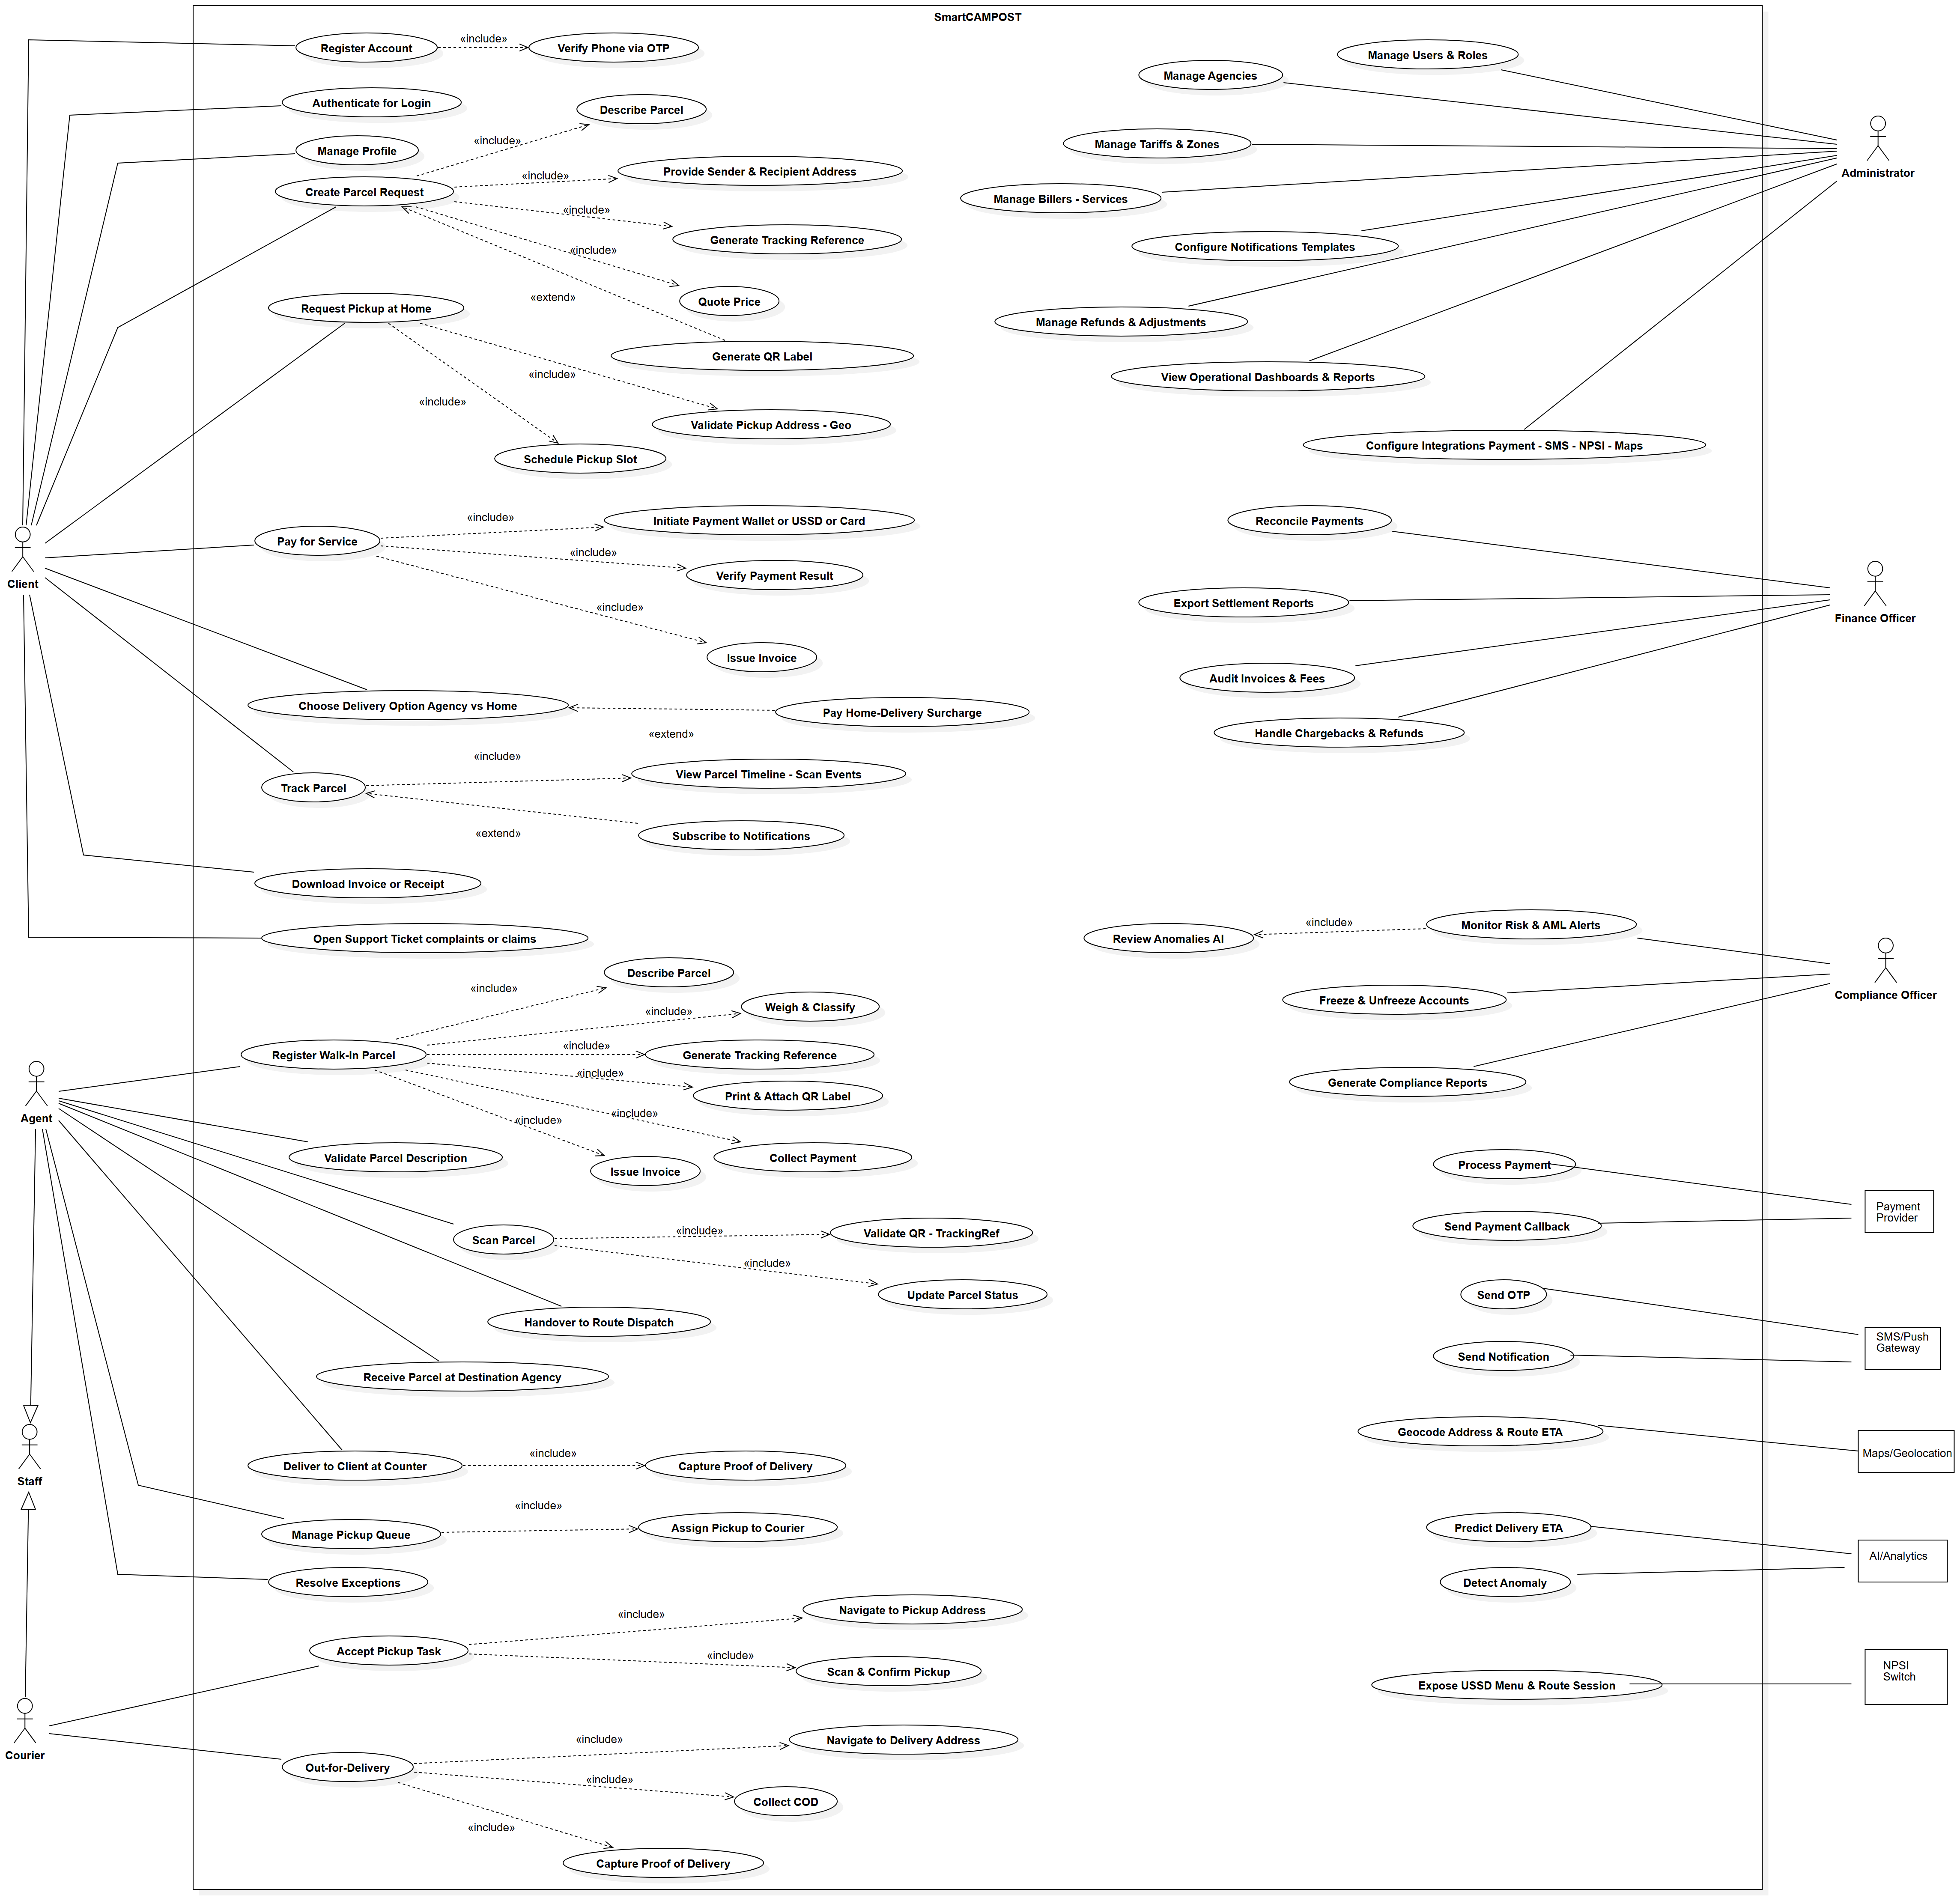 SmartCAMPOST
Register Account
«include»
Verify Phone via OTP
Authenticate for Login
Manage Profile
Create Parcel Request
«include»
Describe Parcel
«include»
Provide Sender & Recipient Address
«include»
Generate Tracking Reference
«include»
Quote Price
«extend»
Generate QR Label
Request Pickup at Home
«include»
Validate Pickup Address - Geo
«include»
Schedule Pickup Slot
Client
Pay for Service
«include»
Initiate Payment Wallet or USSD or Card
«include»
Verify Payment Result
«include»
Issue Invoice
Choose Delivery Option Agency vs Home
Pay Home-Delivery Surcharge
«extend»
Track Parcel
«include»
View Parcel Timeline - Scan Events
«extend»
Subscribe to Notifications
Download Invoice or Receipt
Open Support Ticket complaints or claims
Manage Users & Roles
Manage Agencies
Manage Tariffs & Zones
Manage Billers - Services
Configure Notifications Templates
Manage Refunds & Adjustments
View Operational Dashboards & Reports
Configure Integrations Payment - SMS - NPSI - Maps
Administrator
Reconcile Payments
Export Settlement Reports
Audit Invoices & Fees
Handle Chargebacks & Refunds
Finance Officer
Review Anomalies AI
«include»
Monitor Risk & AML Alerts
Freeze & Unfreeze Accounts
Generate Compliance Reports
Compliance Officer
Agent
Register Walk-In Parcel
«include»
Describe Parcel
«include»
Weigh & Classify
«include»
Generate Tracking Reference
«include»
Print & Attach QR Label
«include»
Collect Payment
«include»
Issue Invoice
Validate Parcel Description
Scan Parcel
«include»
Validate QR - TrackingRef
«include»
Update Parcel Status
Handover to Route Dispatch
Receive Parcel at Destination Agency
Deliver to Client at Counter
«include»
Capture Proof of Delivery
Manage Pickup Queue
«include»
Assign Pickup to Courier
Resolve Exceptions
Staff
Courier
Accept Pickup Task
«include»
Navigate to Pickup Address
«include»
Scan & Confirm Pickup
Out-for-Delivery
«include»
Navigate to Delivery Address
«include»
Collect COD
«include»
Capture Proof of Delivery
Process Payment
Send Payment Callback
Payment
Provider
Send OTP
Send Notification
SMS/Push
Gateway
Geocode Address & Route ETA
Maps/Geolocation
Predict Delivery ETA
Detect Anomaly
AI/Analytics
Expose USSD Menu & Route Session
NPSI
Switch